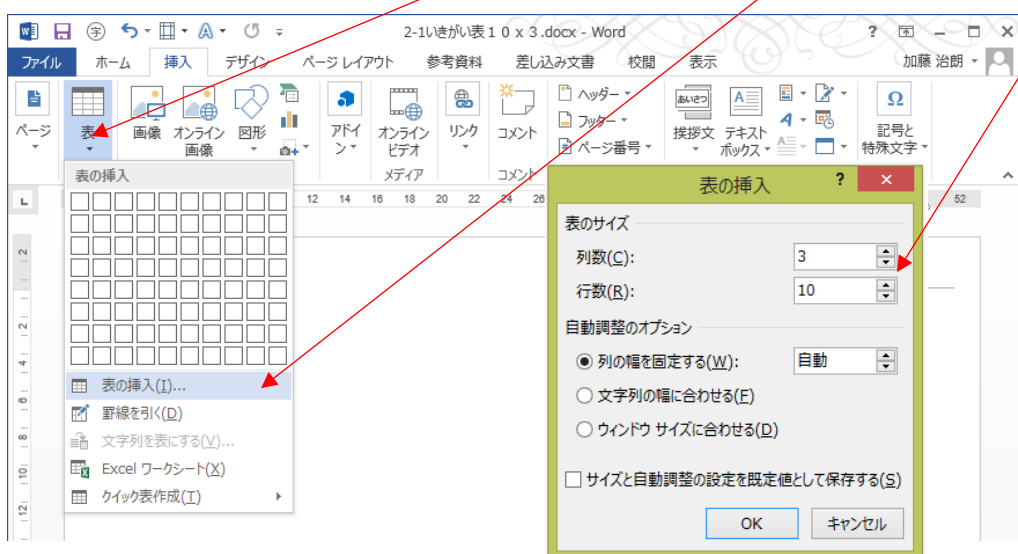 字
A
2-1いきがい表１０ｘ３.docx - Word
?
ファイル
ホーム
挿入
デザイン
ページ レイアウト
参考資料
差し込み文書
校閲
表示
加藤 治朗
ページ
表
画像
オンライン
画像
図形
アドイ
ン
オンライン
ビデオ
リンク
コメント
ヘッダー
フッター
ページ番号
あいさつ
挨拶文
テキスト
ボックス
記号と
特殊文字
メディア
コメント
表の挿入
表の挿入(I)...
罫線を引く(D)
文字列を表にする(V)...
Excel ワークシート(X)
クイック表作成(T)
12 14 16 18 20 22 24 26
52
2
2
4
6
8
10
12
表の挿入
?
表のサイズ
列数(C):
3
行数(R):
10
自動調整のオプション
列の幅を固定する(W):
自動
文字列の幅に合わせる(F)
ウィンドウ サイズに合わせる(D)
サイズと自動調整の設定を既定値として保存する(S)
OK
キャンセル